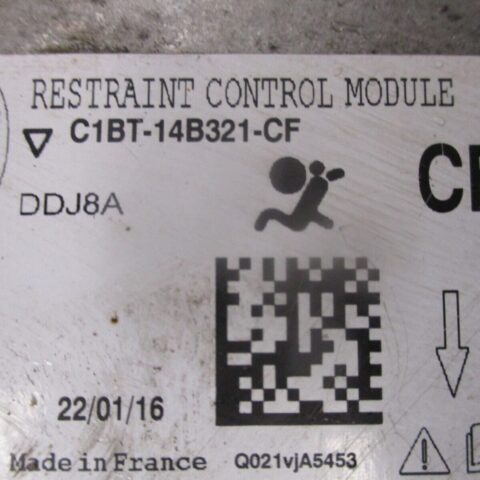 RESTRAINT CONTROL MODULE
C1BT-14B321-CF
DDJ8A
22/01/16
Made in France Q021vjA5453